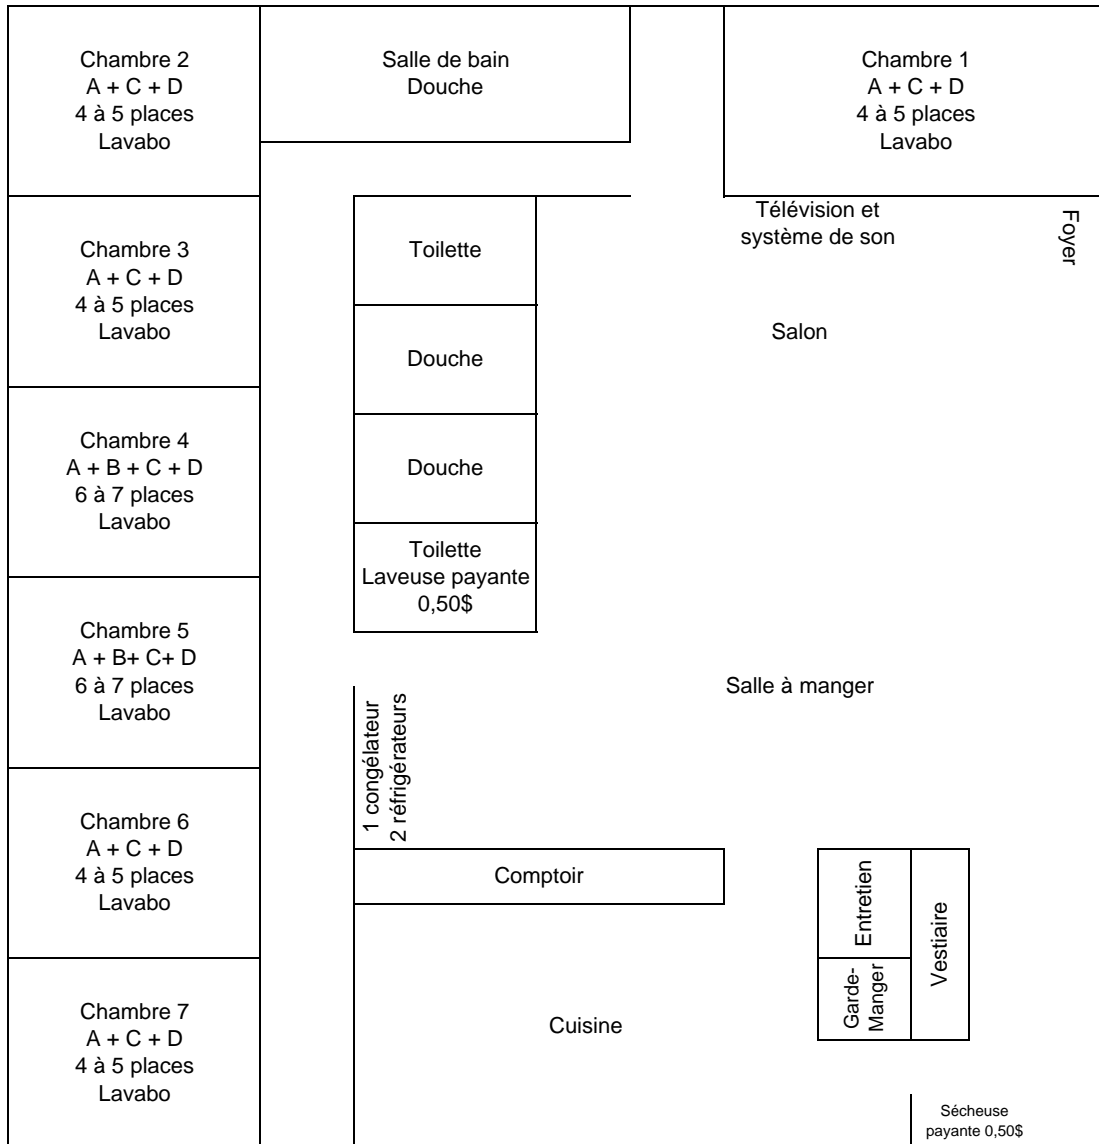 Chambre 2
A + C + D
4 à 5 places
Lavabo
Salle de bain
Douche
Chambre 1
A + C + D
4 à 5 places
Lavabo
Télévision et
système de son
Foyer
Chambre 3
A + C + D
4 à 5 places
Lavabo
Toilette
Salon
Douche
Chambre 4
A + B + C + D
6 à 7 places
Lavabo
Douche
Toilette
Laveuse payante
0,50$
Chambre 5
A + B+ C+ D
6 à 7 places
Lavabo
Salle à manger
1 congélateur
2 réfrigérateurs
Chambre 6
A + C + D
4 à 5 places
Lavabo
Comptoir
Entretien
Vestiaire
Garde-
Manger
Chambre 7
A + C + D
4 à 5 places
Lavabo
Cuisine
Sécheuse
payante 0,50$